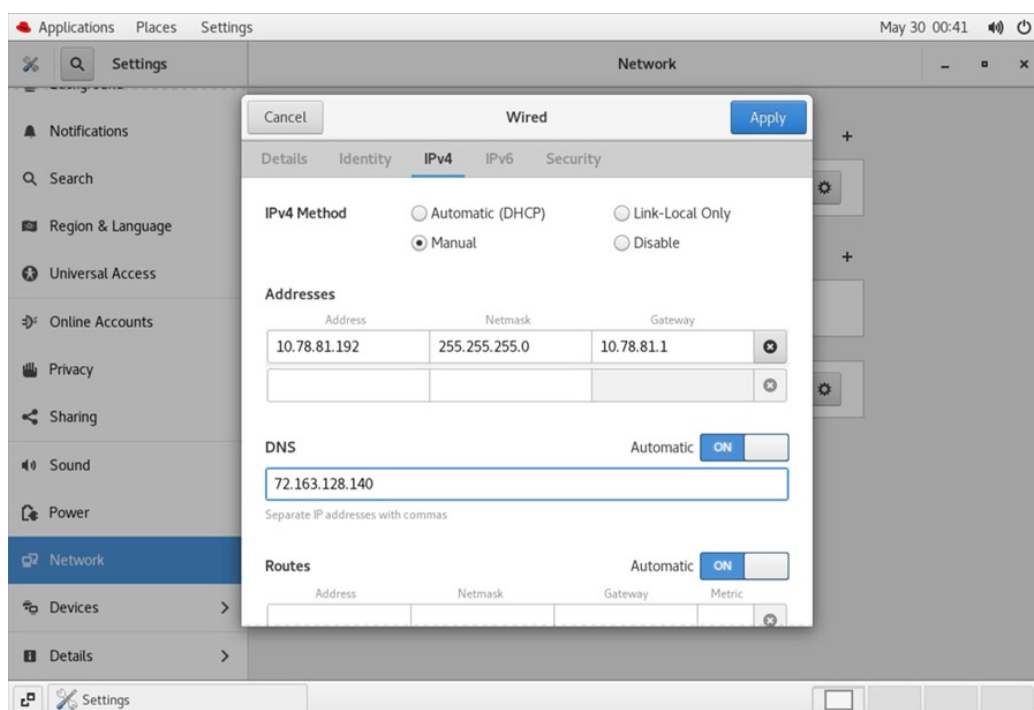 Applications Places Settings May 30 00:41
Settings Network
Notifications
Search
Region & Language
Universal Access
Online Accounts
Privacy
Sharing
Sound
Power
Network
Devices
Details
Cancel Wired Apply
Details Identity IPv4 IPv6 Security
IPv4 Method Automatic (DHCP) Link-Local Only
Manual Disable
Addresses
Address Netmask Gateway
10.78.81.192 255.255.255.0 10.78.81.1
DNS Automatic ON
72.163.128.140
Separate IP addresses with commas
Routes Automatic ON
Address Netmask Gateway Metric
Settings